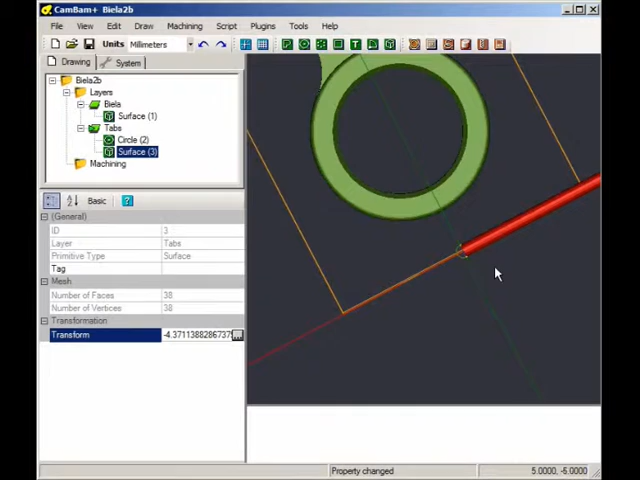 CamBam+ Biela2b
File View Edit Draw Machining Script Plugins Tools Help
Units Millimeters
Drawing System
Biela2b
Layers
Biela
Surface (1)
Tabs
Circle (2)
Surface (3)
Machining
Basic
(General)
ID 3
Layer Tabs
Primitive Type Surface
Tag
Mesh
Number of Faces 38
Number of Vertices 38
Transformation
Transform
Property changed 5.0000, -5.0000